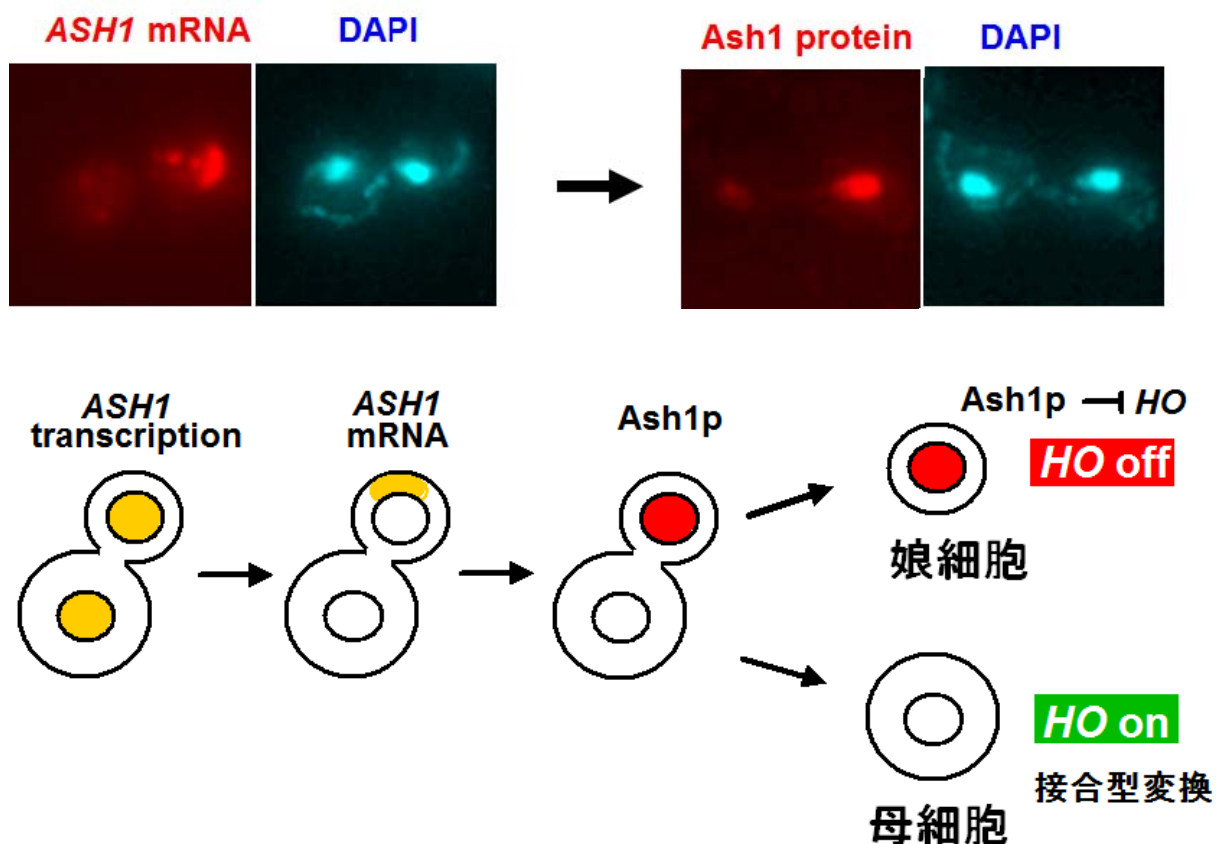 ASH1 mRNA
DAPI
Ash1 protein
DAPI
ASH1
transcription
ASH1
mRNA
Ash1p
Ash1p ⊣ HO
HO off
娘細胞
HO on
接合型変換
母細胞